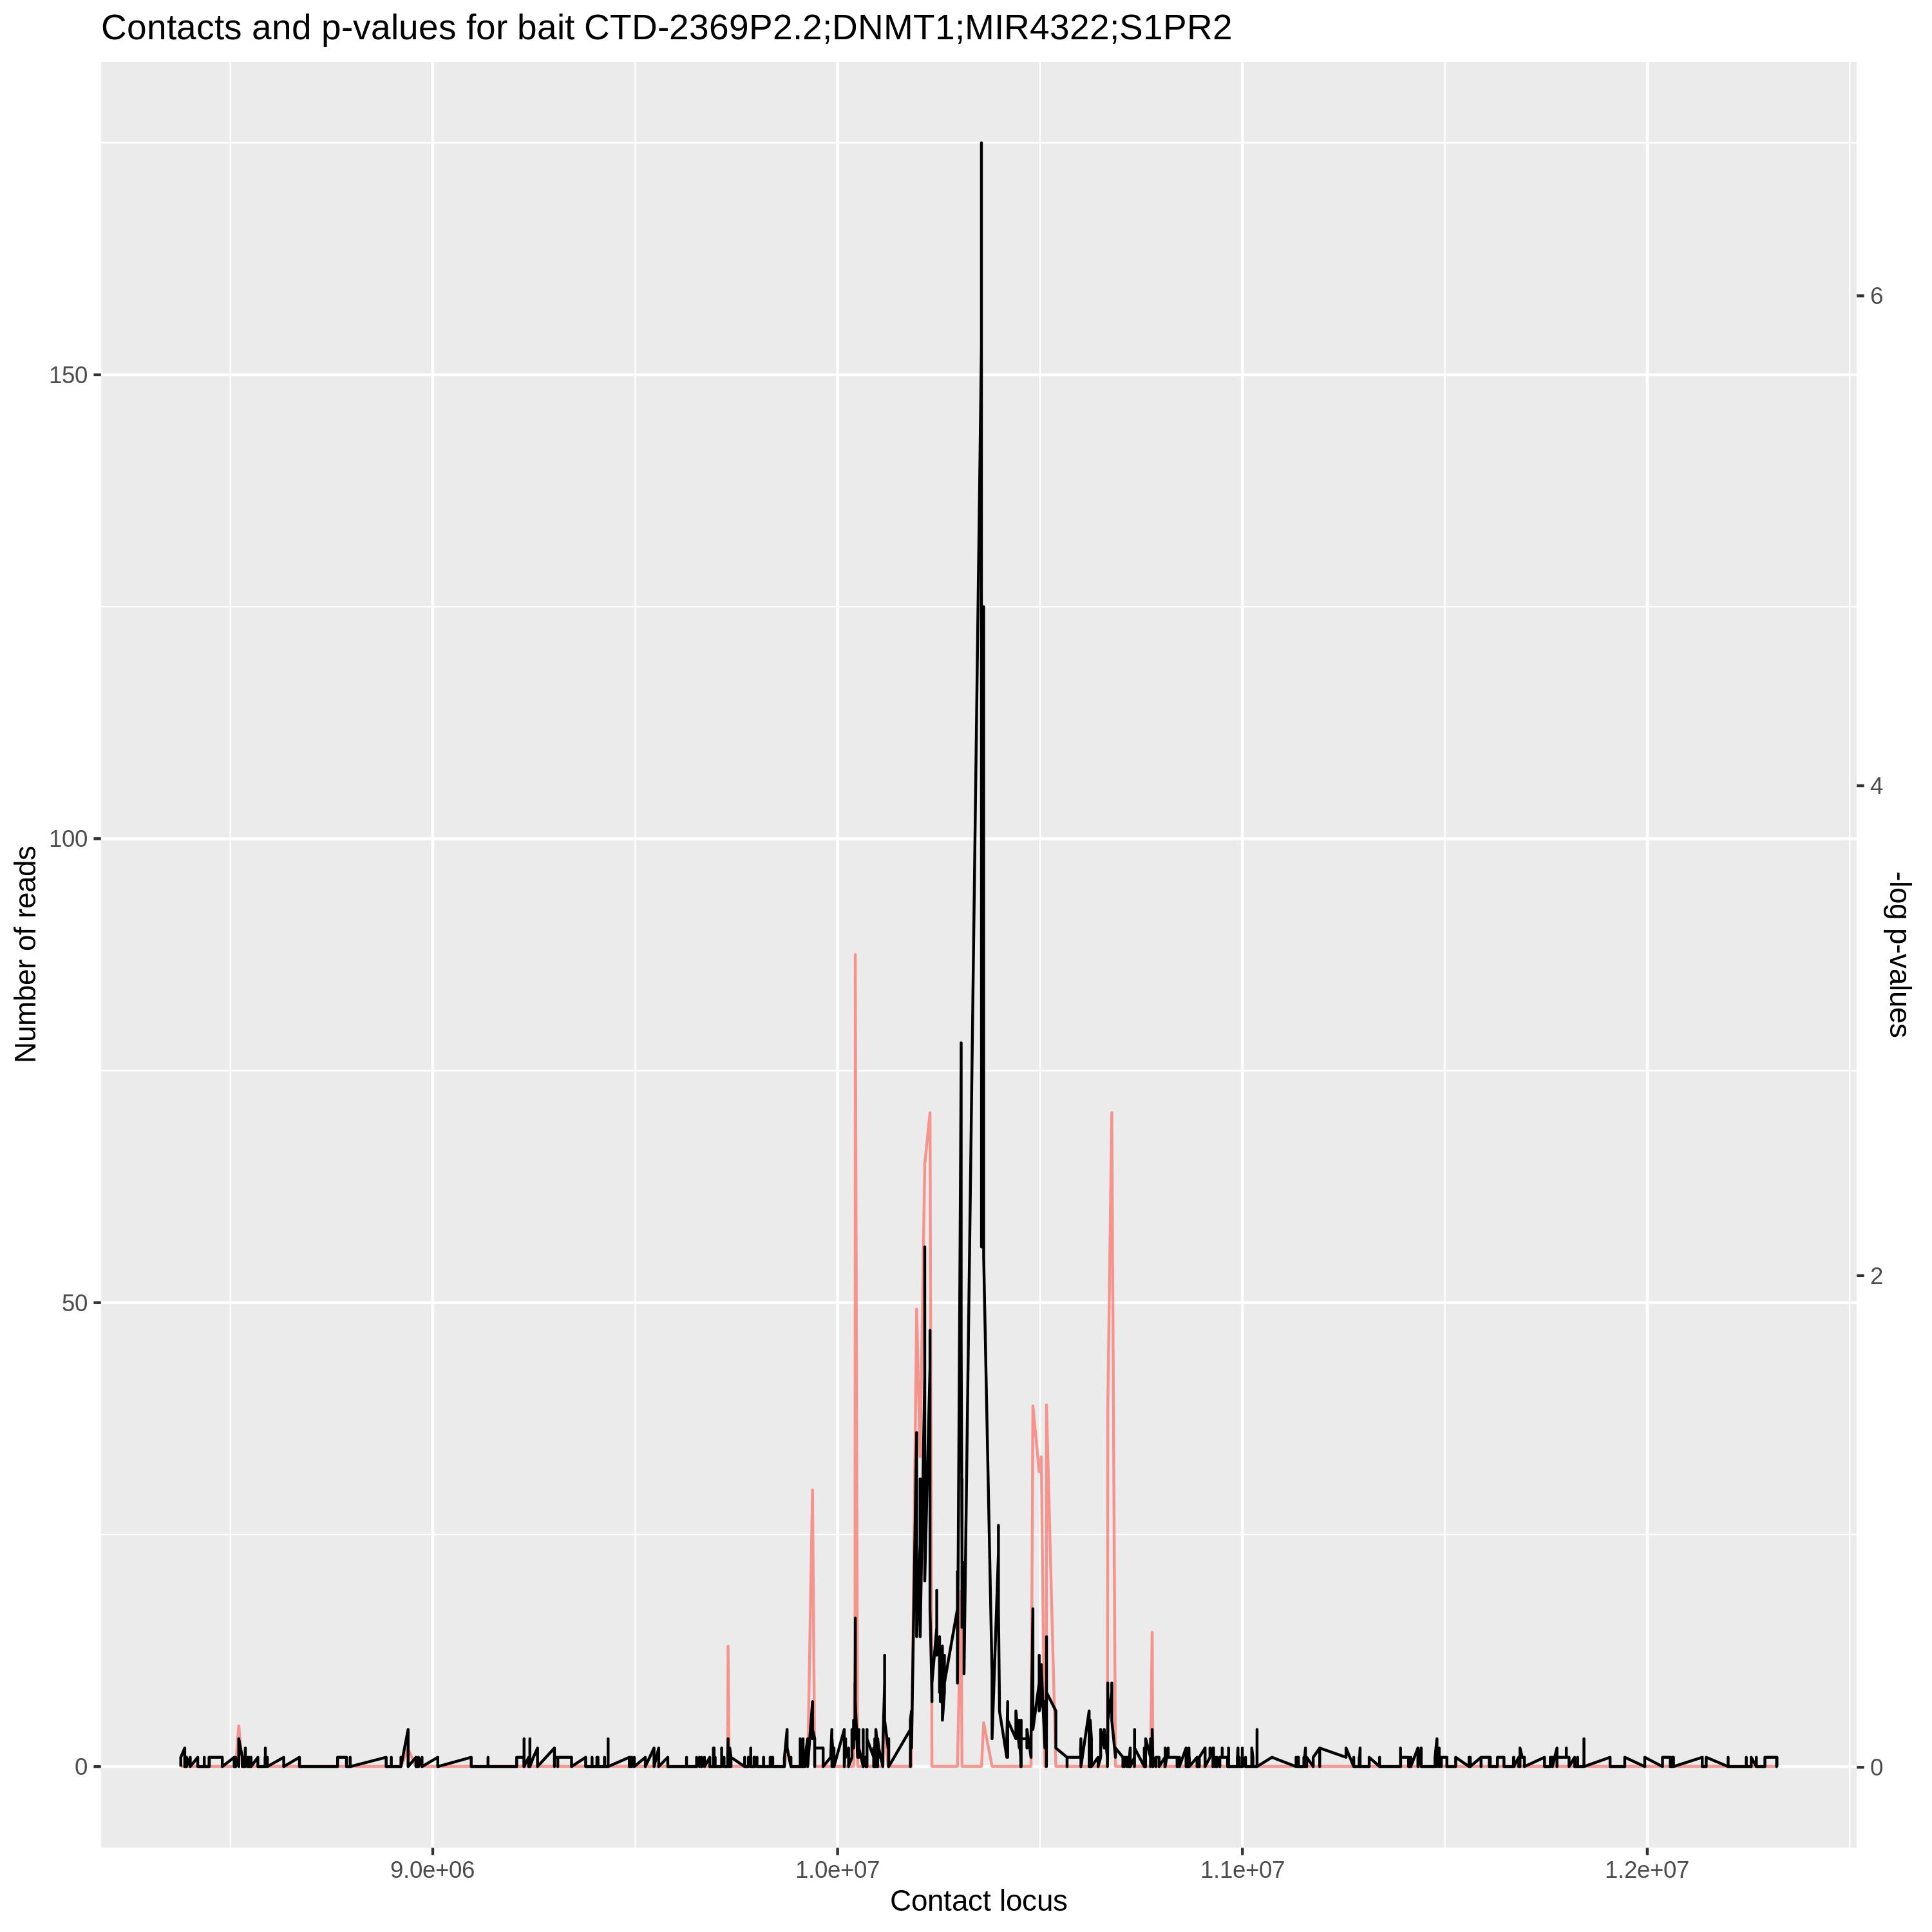 Contacts and p-values for bait CTD-2369P2.2;DNMT1;MIR4322;S1PR2
Number of reads
150
100
50
0
6
4
2
0
-log p-values
9.0e+06
1.0e+07
1.1e+07
1.2e+07
Contact locus